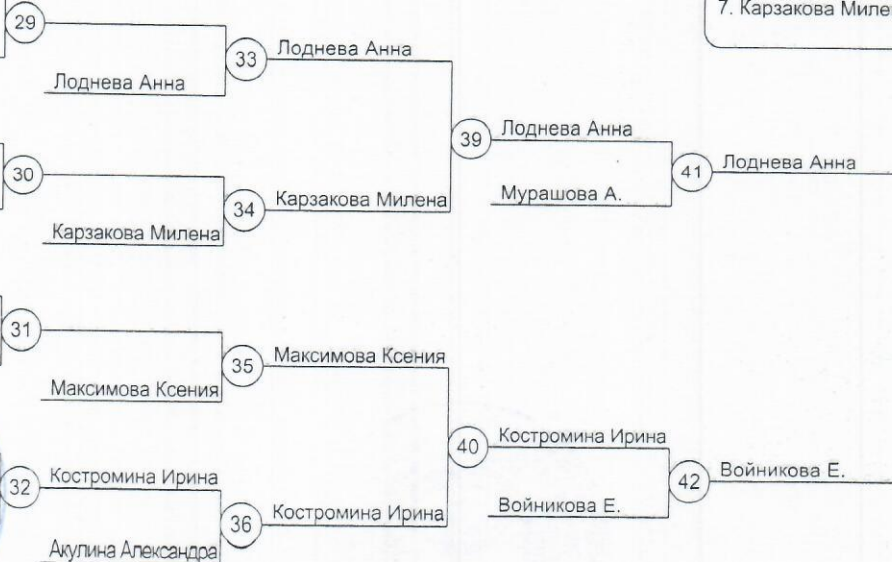 7. Карзакова Миле
29
33
Лоднева Анна
Лоднева Анна
39
Лоднева Анна
41
Лоднева Анна
30
34
Карзакова Милена
Мурашова А.
Карзакова Милена
31
35
Максимова Ксения
Максимова Ксения
40
Костромина Ирина
42
Войникова Е.
32
Костромина Ирина
Войникова Е.
36
Костромина Ирина
Акулина Александра